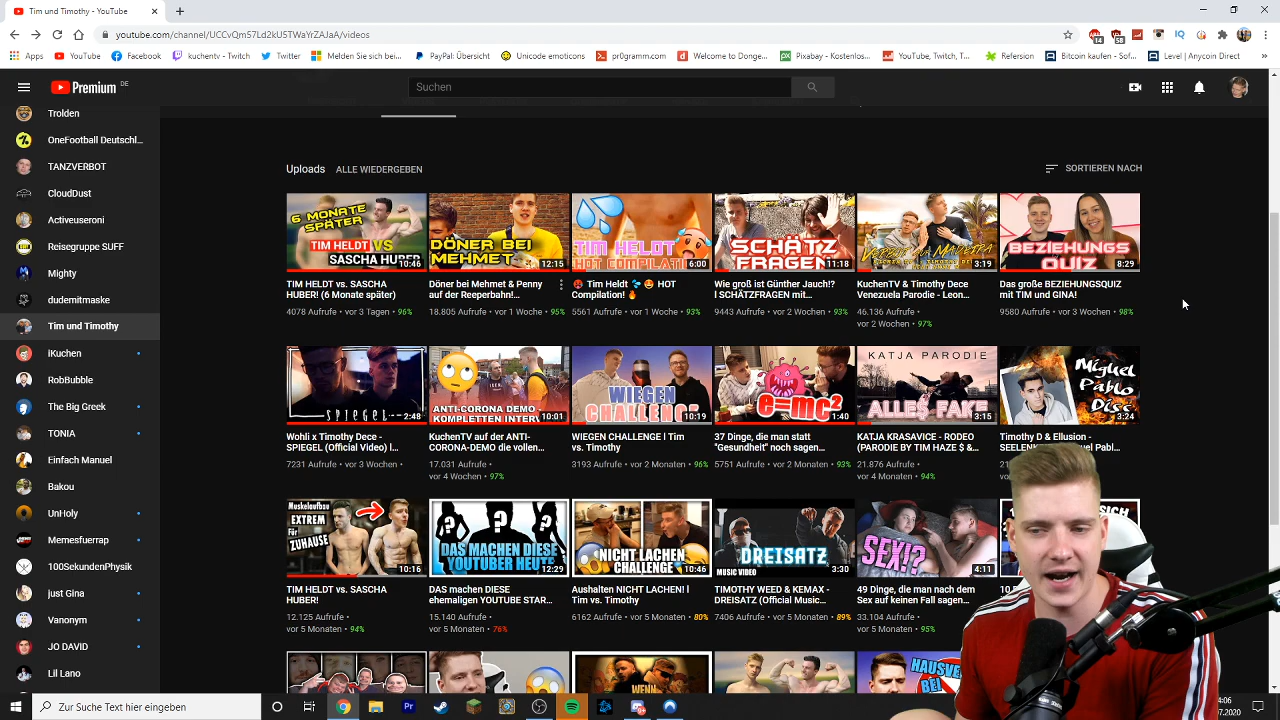 Tim und Timothy - YouTube
youtube.com/channel/UCCvQm57Ld2kU5TWaYrZAJaA/videos
14
58
Apps
YouTube
Facebook
kuchentv - Twitch
Twitter
Melden Sie sich bei...
PayPal Übersicht
Unicode emoticons
pr0gramm.com
Welcome to Donge...
Pixabay - Kostenlos...
YouTube, Twitch, T...
Referrals
Bitcoin kaufen - Sof...
Level | Anycoin Direct
Premium DE
Suchen
Trolden
OneFootball Deutschl...
TANZVERBOT
CloudDust
Activeuseroni
Reisegruppe SUFF
Mighty
dudemitmaske
Tim und Timothy
iKuchen
RobBubble
The Big Greek
TONIA
Einfach Manuel
Bakou
UnHoly
Memesfuerrap
100SekundenPhysik
just Gina
Vanonym
JO DAVID
Lil Lano
Uploads ALLE WIEDERGEBEN
SORTIEREN NACH
6 MONATE
SPÄTER
TIM HELDT VS
SASCHA HUBER
10:46
TIM HELDT vs. SASCHA
HUBER! (6 Monate später)
4078 Aufrufe • vor 3 Tagen • 96%
DÖNER BEI
MEHMET
12:15
Döner bei Mehmet & Penny
auf der Reeperbahn!...
18.805 Aufrufe • vor 1 Woche • 95%
TIM HELDT
HOT COMPILATI
6:00
Tim Heldt HOT
Compilation!
5561 Aufrufe • vor 1 Woche • 93%
SCHÄTZ
FRAGEN
11:18
Wie groß ist Günther Jauch!?
l SCHÄTZFRAGEN mit...
9443 Aufrufe • vor 2 Wochen • 93%
3:19
KuchenTV & Timothy Dece
Venezuela Parodie - Leon...
46.136 Aufrufe •
vor 2 Wochen • 97%
BEZIEHUNGS
QUIZ
8:29
Das große BEZIEHUNGSQUIZ
mit TIM und GINA!
9580 Aufrufe • vor 3 Wochen • 98%
SPIEGEL
2:48
Wohli x Timothy Dece -
SPIEGEL (Official Video) l...
7231 Aufrufe • vor 3 Wochen •
ANTI-CORONA DEMO -
KOMPLETTEN INTERV
10:01
KuchenTV auf der ANTI-
CORONA-DEMO die vollen...
17.031 Aufrufe •
vor 4 Wochen • 97%
WIEGEN
CHALLENG
10:19
WIEGEN CHALLENGE l Tim
vs. Timothy
3193 Aufrufe • vor 2 Monaten • 96%
e=mc²
1:40
37 Dinge, die man statt
"Gesundheit" noch sagen...
5751 Aufrufe • vor 2 Monaten • 93%
KATJA PARODIE
ALLES FAKE
3:15
KATJA KRASAVICE - RODEO
(PARODIE BY TIM HAZE $ &...
21.876 Aufrufe •
vor 4 Monaten • 94%
Miguel
Pablo
Diss
3:24
Timothy D & Ellusion -
SEELENK Miguel Pabl...
Muskelaufbau
EXTREM
Für
ZUHAUSE
10:16
TIM HELDT vs. SASCHA
HUBER!
12.125 Aufrufe •
vor 5 Monaten • 94%
DAS MACHEN DIESE
YOUTUBER HEUTE
12:29
DAS machen DIESE
ehemaligen YOUTUBE STAR...
15.140 Aufrufe •
vor 5 Monaten • 76%
NICHT LACHEN
CHALLENGE
10:46
Aushalten NICHT LACHEN! l
Tim vs. Timothy
6162 Aufrufe • vor 5 Monaten • 80%
DREISATZ
MUSIC VIDEO
3:30
TIMOTHY WEED & KEMAX -
DREISATZ (Official Music...
7406 Aufrufe • vor 5 Monaten • 89%
SEX!?
4:11
49 Dinge, die man nach dem
Sex auf keinen Fall sagen...
33.104 Aufrufe •
vor 5 Monaten • 95%
SICH
WENN
HAUSVE
BEI
Zur Suche Text hier eingeben
4:06
.2020